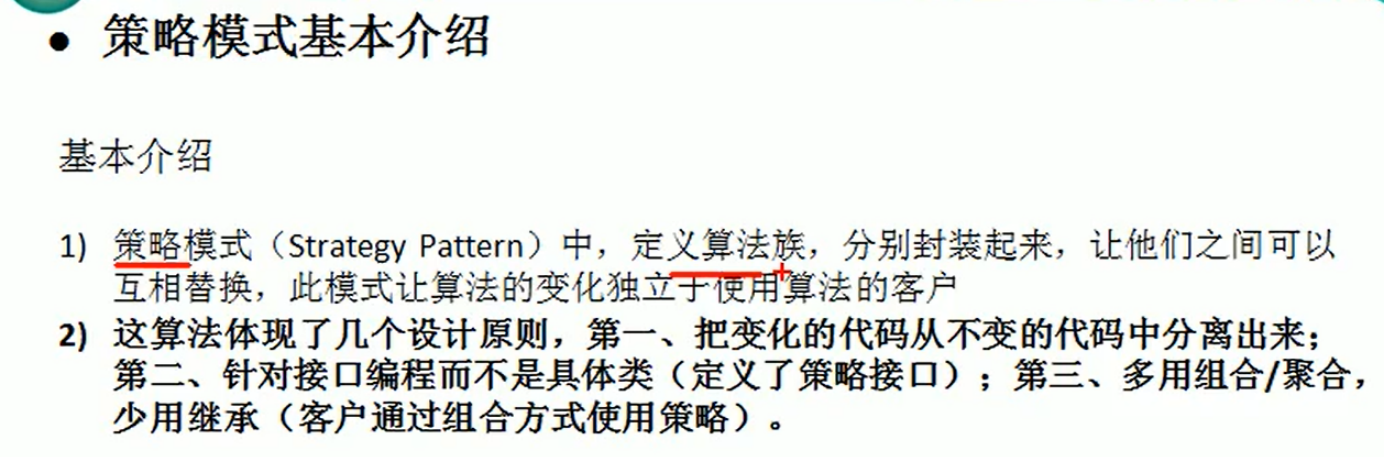 ● 策略模式基本介绍
基本介绍
1) 策略模式（Strategy Pattern）中，定义算法族，分别封装起来，让他们之间可以
互相替换，此模式让算法的变化独立于使用算法的客户
2) 这算法体现了几个设计原则，第一、把变化的代码从不变的代码中分离出来；
第二、针对接口编程而不是具体类（定义了策略接口）；第三、多用组合/聚合，
少用继承（客户通过组合方式使用策略）。